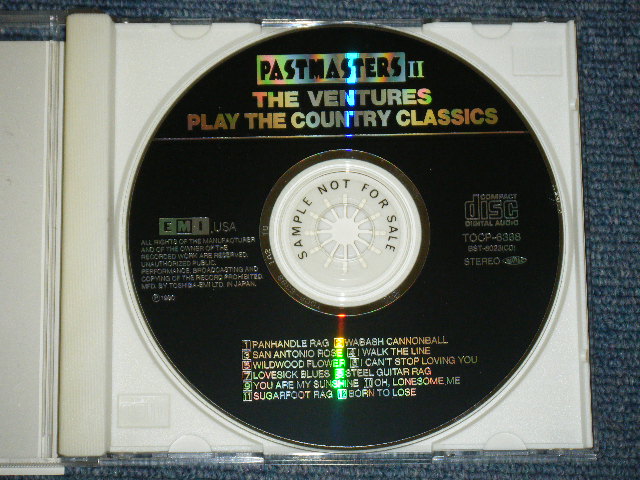 PASTMASTERS II
THE VENTURES
PLAY THE COUNTRY CLASSICS
SAMPLE NOT FOR SALE
EMI USA
ALL RIGHTS OF THE MANUFACTURER
AND OF THE OWNER OF THE
RECORDED WORK ARE RESERVED.
UNAUTHORIZED PUBLIC
PERFORMANCE, BROADCASTING AND
COPYING OF THE RECORD PROHIBITED.
MFD. BY TOSHIBA-EMI LTD. IN JAPAN.
Ⓟ 1990
COMPACT
disc
DIGITAL AUDIO
STEREO
1 PANHANDLE RAG 2 WABASH CANNONBALL
3 SAN ANTONIO ROSE 4 I WALK THE LINE
5 WILDWOOD FLOWER 6 I CAN'T STOP LOVING YOU
7 LOVESICK BLUES 8 STEEL GUITAR RAG
9 YOU ARE MY SUNSHINE 10 OH, LONESOME ME
11 SUGARFOOT RAG 12 BORN TO LOSE